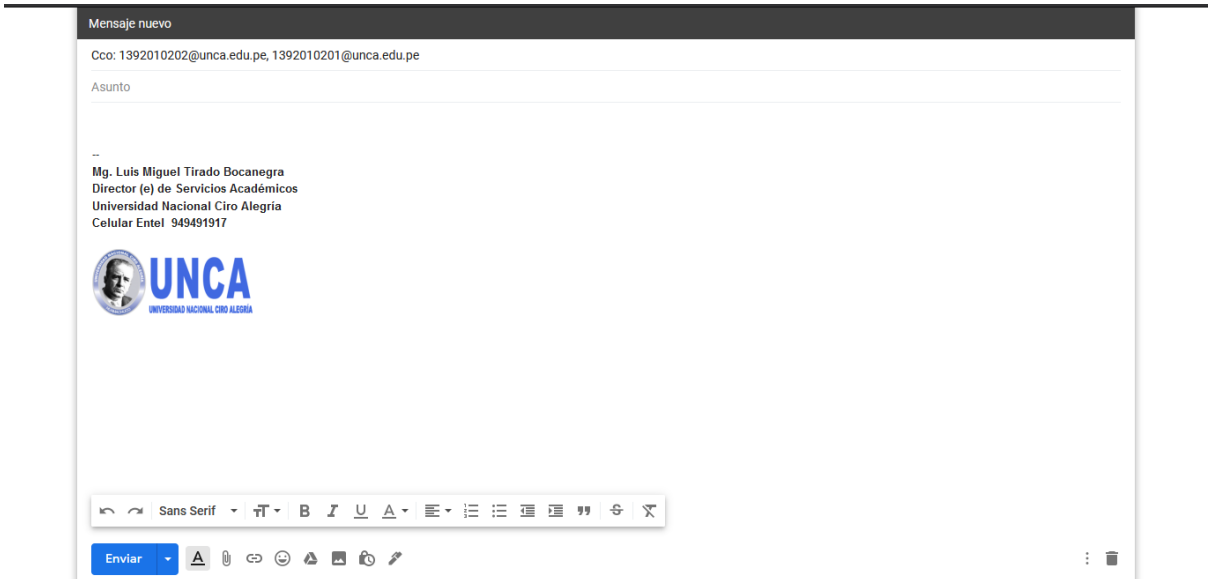 Mensaje nuevo
Cco: 1392010202@unca.edu.pe, 1392010201@unca.edu.pe
Asunto
--
Mg. Luis Miguel Tirado Bocanegra
Director (e) de Servicios Académicos
Universidad Nacional Ciro Alegría
Celular Entel 949491917
UNCA
UNIVERSIDAD NACIONAL CIRO ALEGRÍA
Sans Serif
Enviar